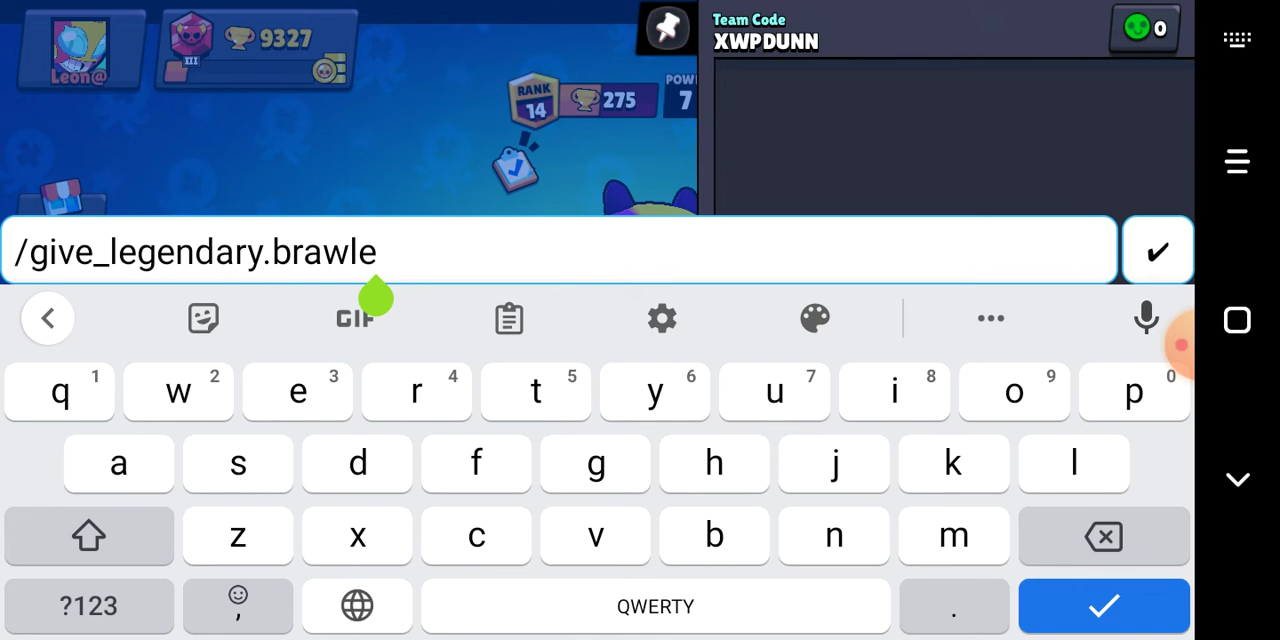 Leon@
III
9327
RANK
14
275
POW
7
Team Code
XWPDUNN
0
/give_legendary.brawle
GIF
q 1 w 2 e 3 r 4 t 5 y 6 u 7 i 8 o 9 p 0
a s d f g h j k l
z x c v b n m
?123 , QWERTY .